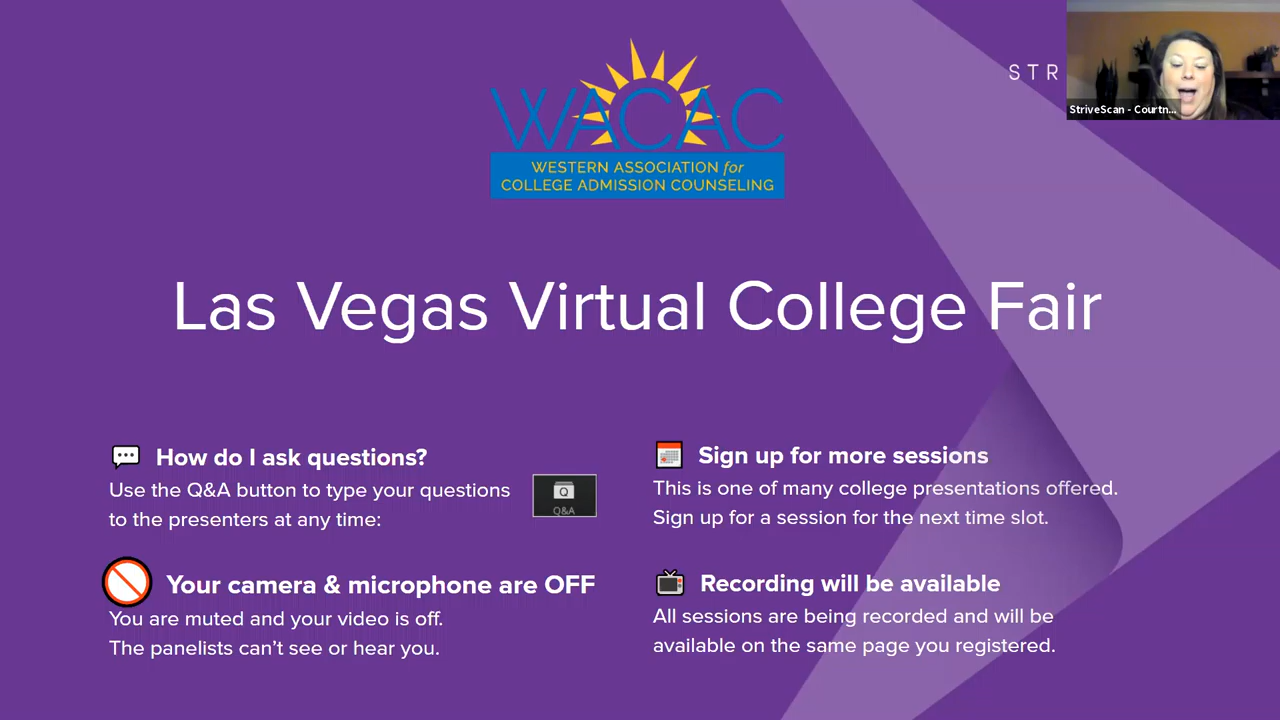 WACAC
WESTERN ASSOCIATION for
COLLEGE ADMISSION COUNSELING
STR
StriveScan - Courtn...
Las Vegas Virtual College Fair
How do I ask questions?
Use the Q&A button to type your questions
to the presenters at any time:
Q
Q&A
Your camera & microphone are OFF
You are muted and your video is off.
The panelists can't see or hear you.
Sign up for more sessions
This is one of many college presentations offered.
Sign up for a session for the next time slot.
Recording will be available
All sessions are being recorded and will be
available on the same page you registered.